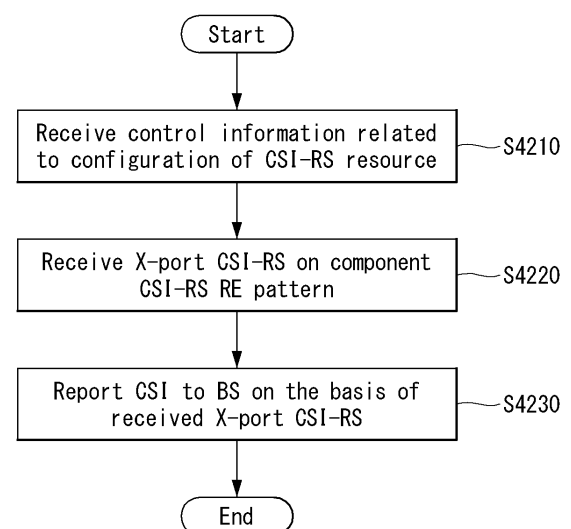 Start
Receive control information related
to configuration of CSI-RS resource
S4210
Receive X-port CSI-RS on component
CSI-RS RE pattern
S4220
Report CSI to BS on the basis of
received X-port CSI-RS
S4230
End